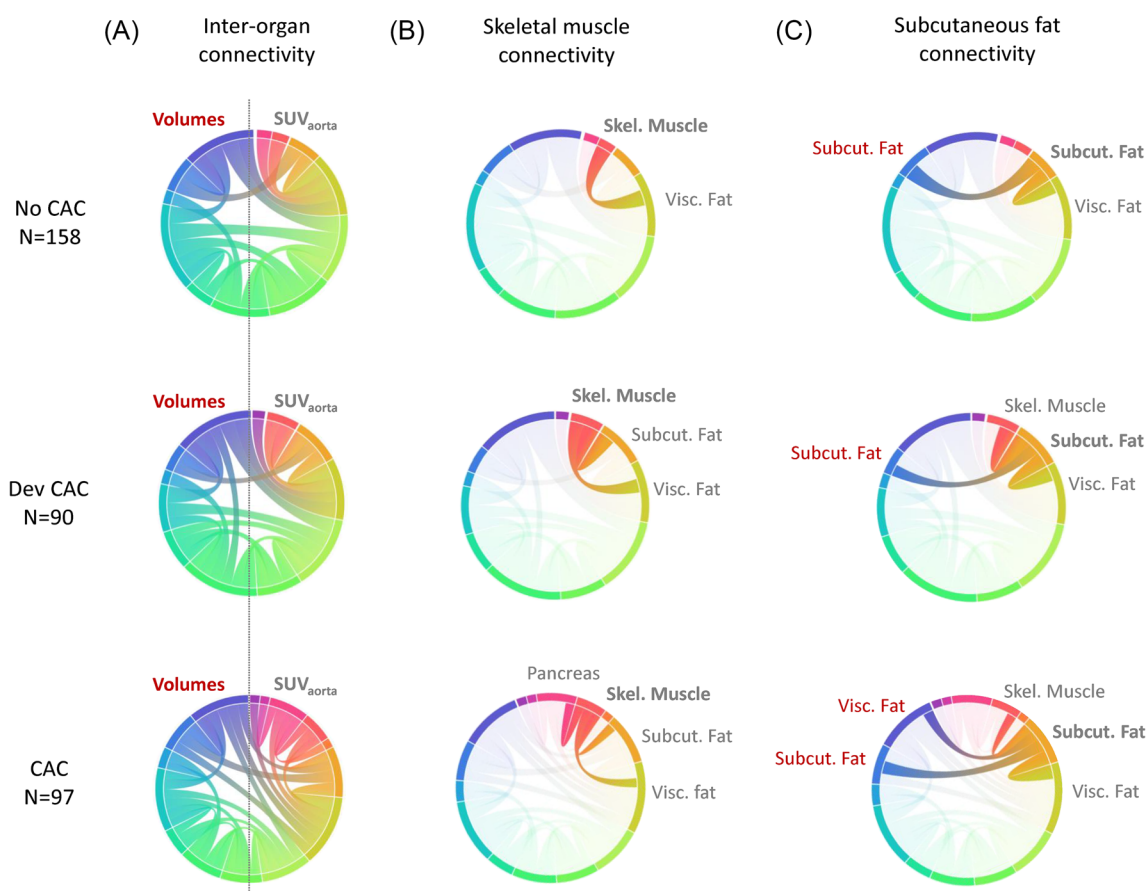 (A)
Inter-organ
connectivity
(B)
Skeletal muscle
connectivity
(C)
Subcutaneous fat
connectivity
No CAC
N=158
Volumes
SUVaorta
Skel. Muscle
Visc. Fat
Subcut. Fat
Subcut. Fat
Visc. Fat
Dev CAC
N=90
Volumes
SUVaorta
Skel. Muscle
Subcut. Fat
Visc. Fat
Subcut. Fat
Skel. Muscle
Subcut. Fat
Visc. Fat
CAC
N=97
Volumes
SUVaorta
Pancreas
Skel. Muscle
Subcut. Fat
Visc. fat
Visc. Fat
Subcut. Fat
Skel. Muscle
Subcut. Fat
Visc. Fat